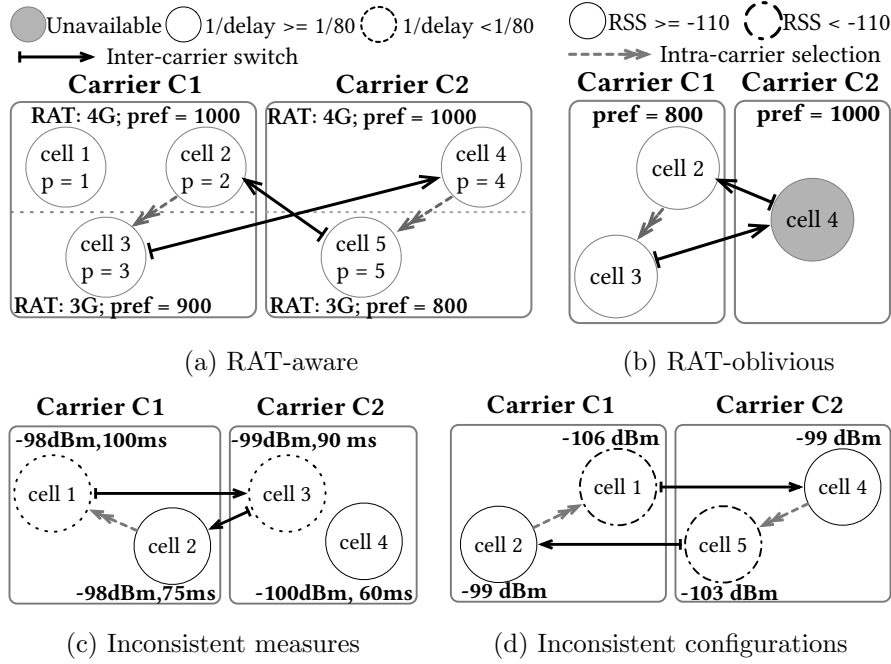 Unavailable 1/delay >= 1/80 1/delay <1/80
Inter-carrier switch
Carrier C1 Carrier C2
RAT: 4G; pref = 1000 RAT: 4G; pref = 1000
cell 1
p = 1
cell 2
p = 2
cell 4
p = 4
cell 3
p = 3
cell 5
p = 5
RAT: 3G; pref = 900 RAT: 3G; pref = 800
(a) RAT-aware
RSS >= -110 RSS < -110
Intra-carrier selection
Carrier C1 Carrier C2
pref = 800 pref = 1000
cell 2
cell 4
cell 3
(b) RAT-oblivious
Carrier C1 Carrier C2
-98dBm,100ms -99dBm,90 ms
cell 1 cell 3
cell 2 cell 4
-98dBm,75ms -100dBm, 60ms
(c) Inconsistent measures
Carrier C1 Carrier C2
-106 dBm -99 dBm
cell 1 cell 4
cell 2 cell 5
-99 dBm -103 dBm
(d) Inconsistent configurations